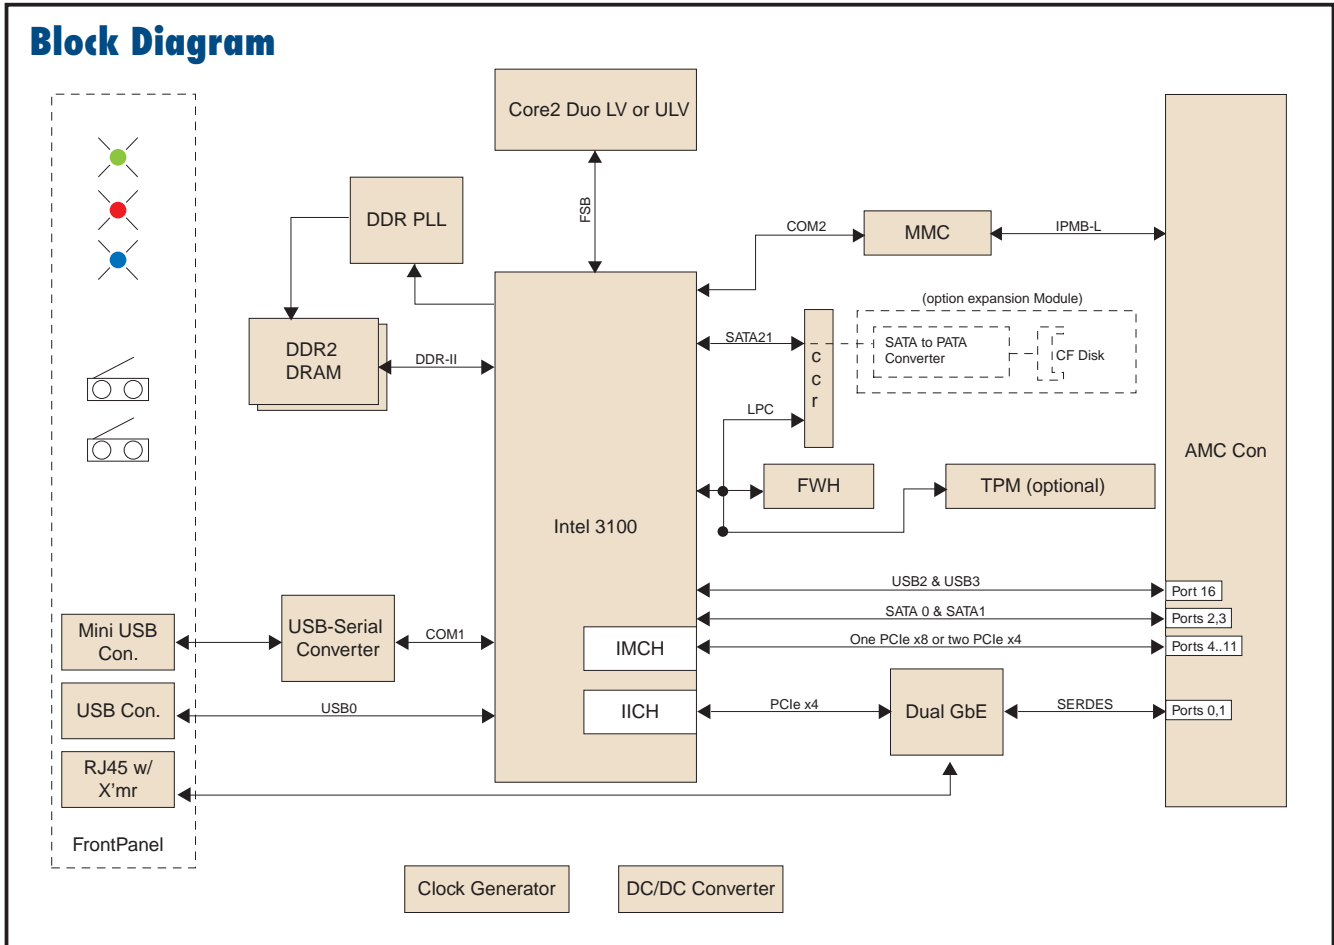 Block Diagram
Core2 Duo LV or ULV
DDR PLL
FSB
COM2
MMC
IPMB-L
(option expansion Module)
DDR2
DRAM
DDR-II
SATA21
c
c
r
SATA to PATA
Converter
CF Disk
LPC
AMC Con
FWH
TPM (optional)
Intel 3100
USB2 & USB3
Port 16
SATA 0 & SATA1
Ports 2,3
Mini USB
Con.
USB-Serial
Converter
COM1
IMCH
One PCIe x8 or two PCIe x4
Ports 4..11
USB Con.
USB0
IICH
PCIe x4
Dual GbE
SERDES
Ports 0,1
RJ45 w/
X'mr
FrontPanel
Clock Generator
DC/DC Converter